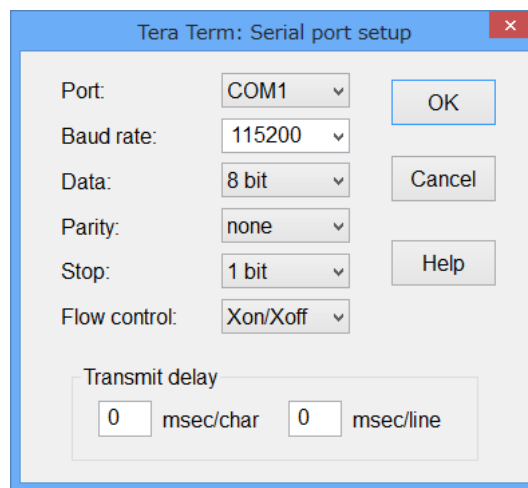 Tera Term: Serial port setup
Port: COM1
OK
Baud rate: 115200
Data: 8 bit
Cancel
Parity: none
Stop: 1 bit
Help
Flow control: Xon/Xoff
Transmit delay
0 msec/char 0 msec/line